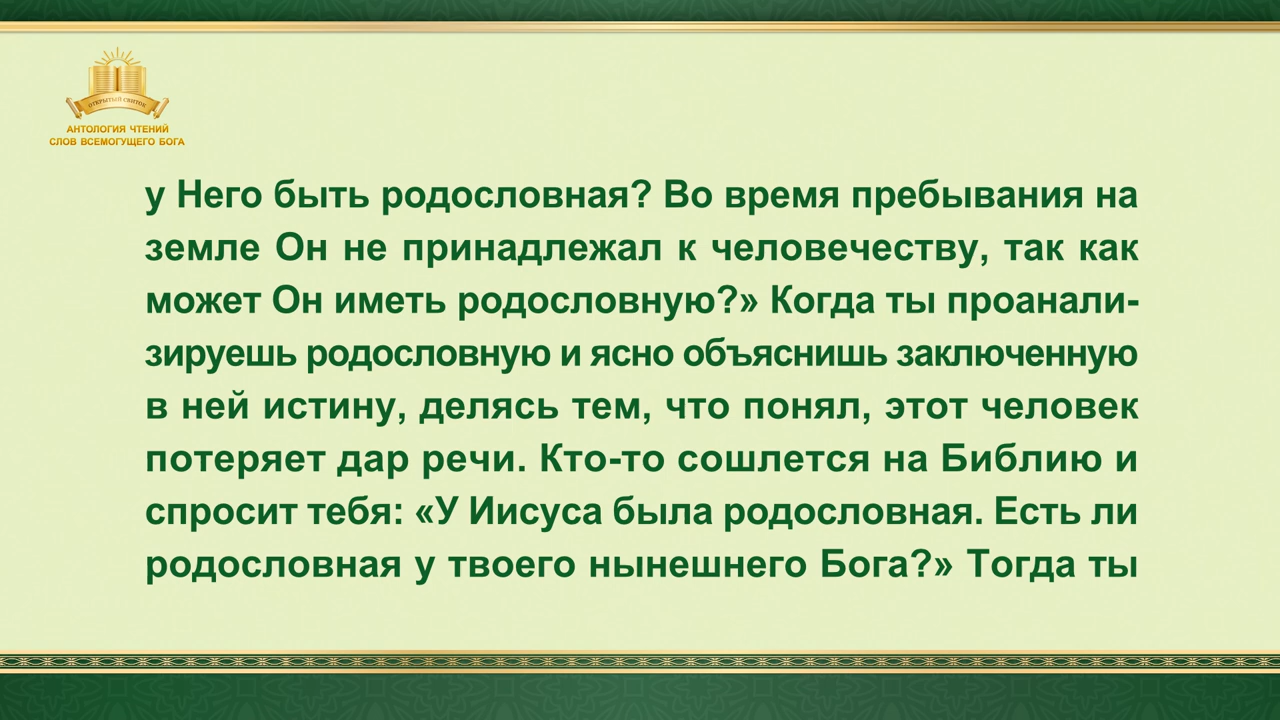 ОТКРЫТЫЙ СВИТОК
АНТОЛОГИЯ ЧТЕНИЙ
СЛОВ ВСЕМОГУЩЕГО БОГА
у Него быть родословная? Во время пребывания на
земле Он не принадлежал к человечеству, так как
может Он иметь родословную?» Когда ты проанали-
зируешь родословную и ясно объяснишь заключенную
в ней истину, делясь тем, что понял, этот человек
потеряет дар речи. Кто-то сошлется на Библию и
спросит тебя: «У Иисуса была родословная. Есть ли
родословная у твоего нынешнего Бога?» Тогда ты